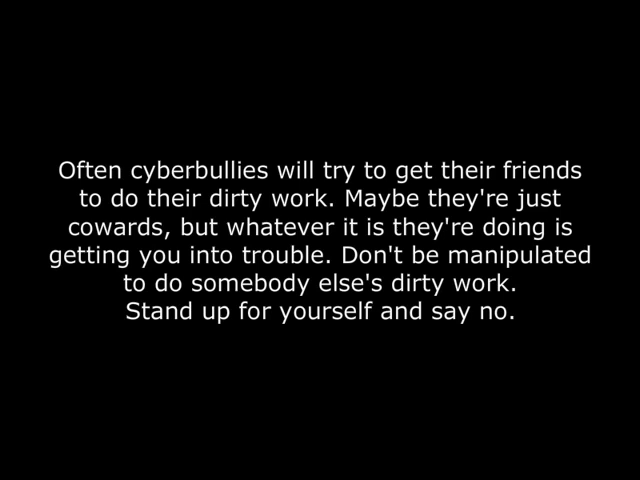 Often cyberbullies will try to get their friends
to do their dirty work. Maybe they're just
cowards, but whatever it is they're doing is
getting you into trouble. Don't be manipulated
to do somebody else's dirty work.
Stand up for yourself and say no.